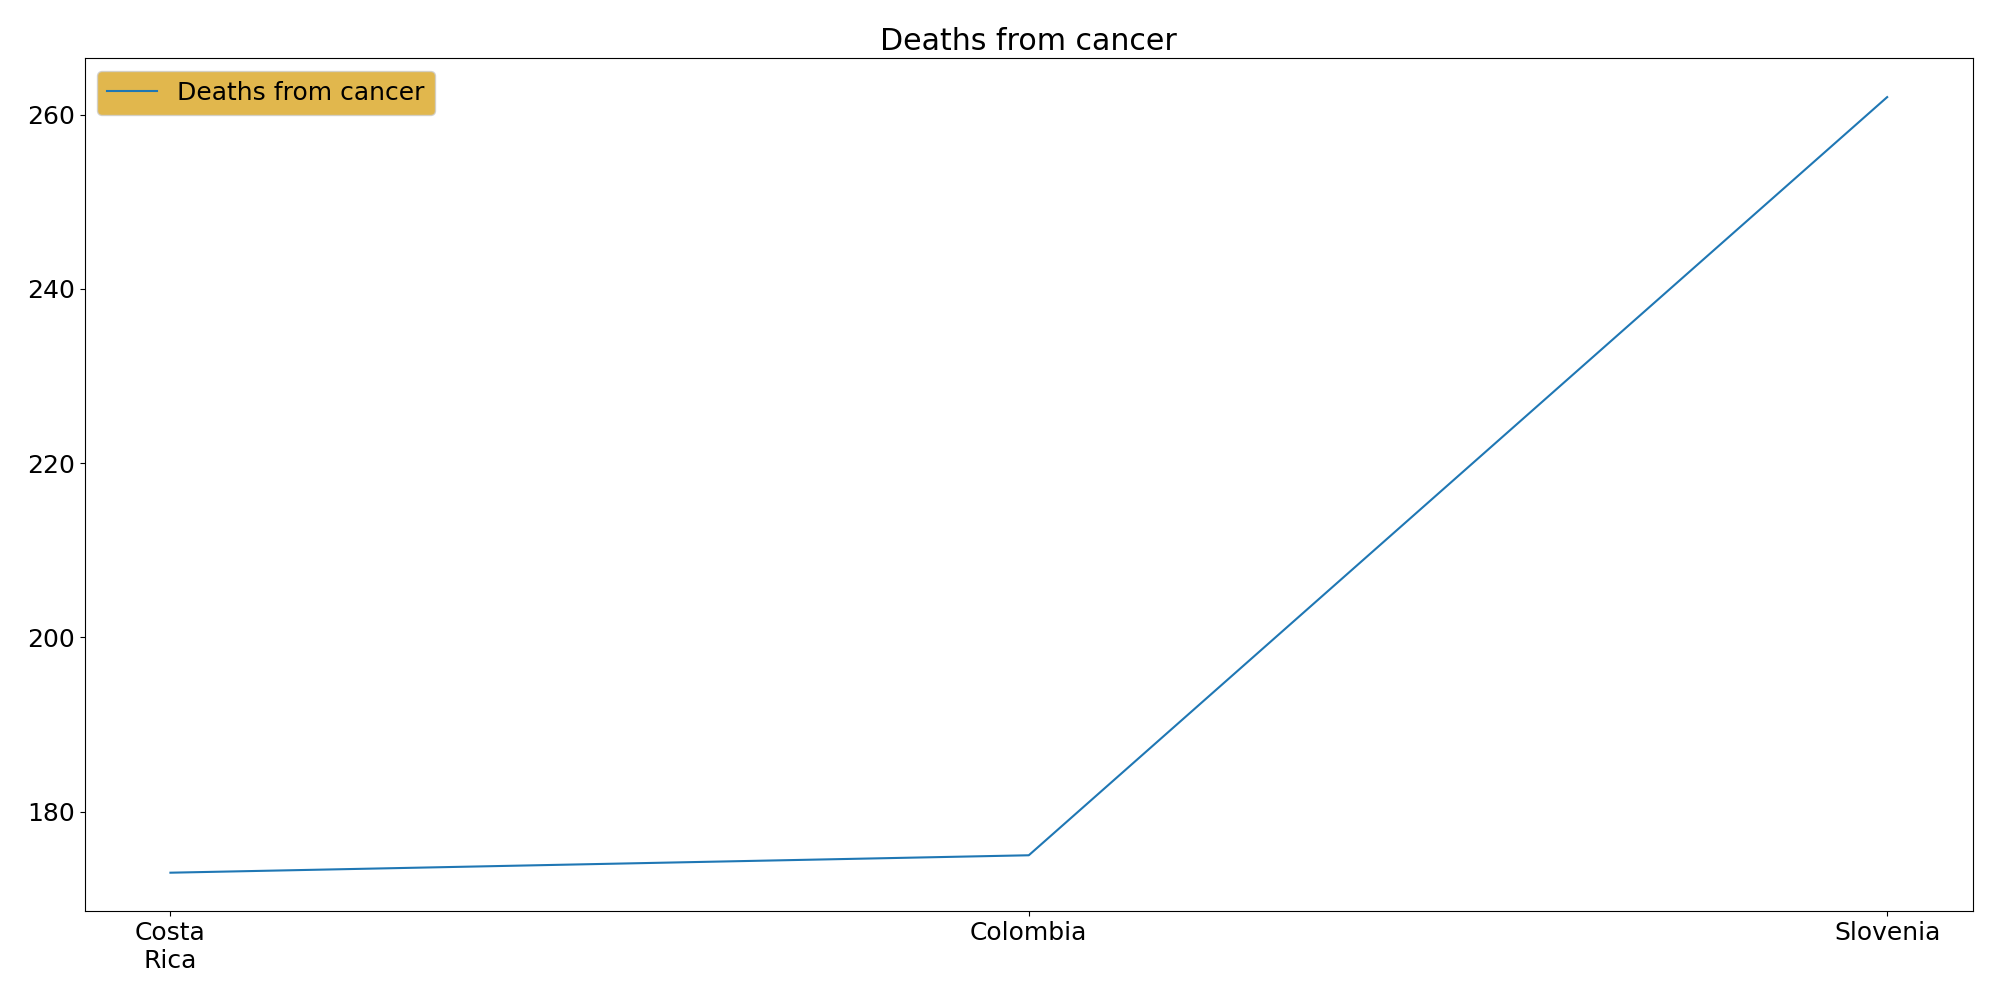 Deaths from cancer
Deaths from cancer
260
240
220
200
180
Costa
Rica
Colombia
Slovenia